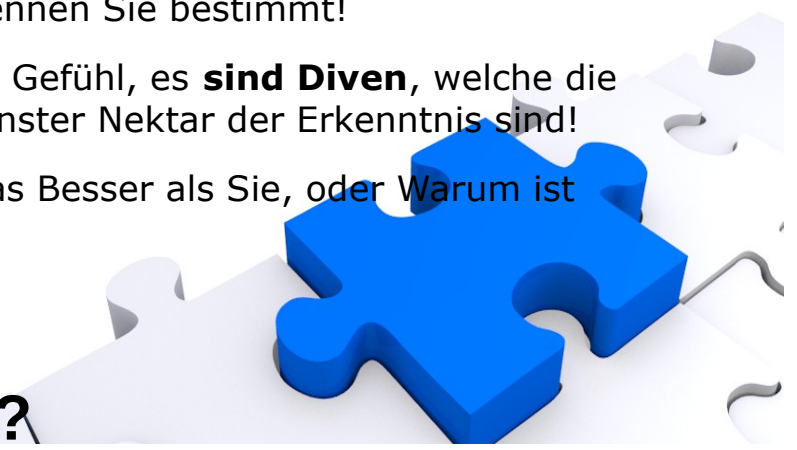 ennen Sie bestimmt!
Gefühl, es sind Diven, welche die
nster Nektar der Erkenntnis sind!
as Besser als Sie, oder Warum ist
?